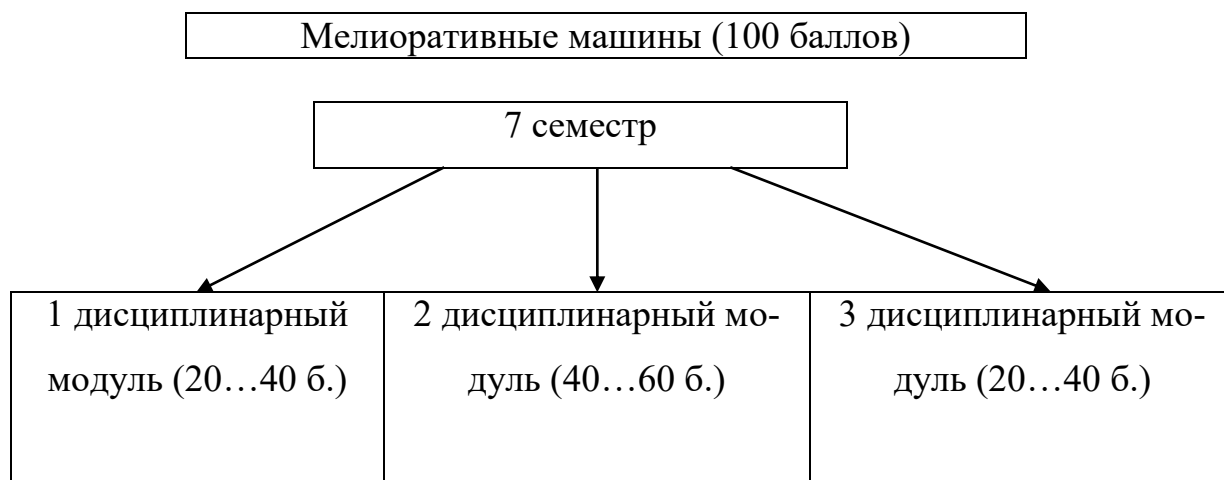 Мелиоративные машины (100 баллов)
7 семестр
1 дисциплинарный
модуль (20…40 б.)
2 дисциплинарный мо-
дуль (40…60 б.)
3 дисциплинарный мо-
дуль (20…40 б.)